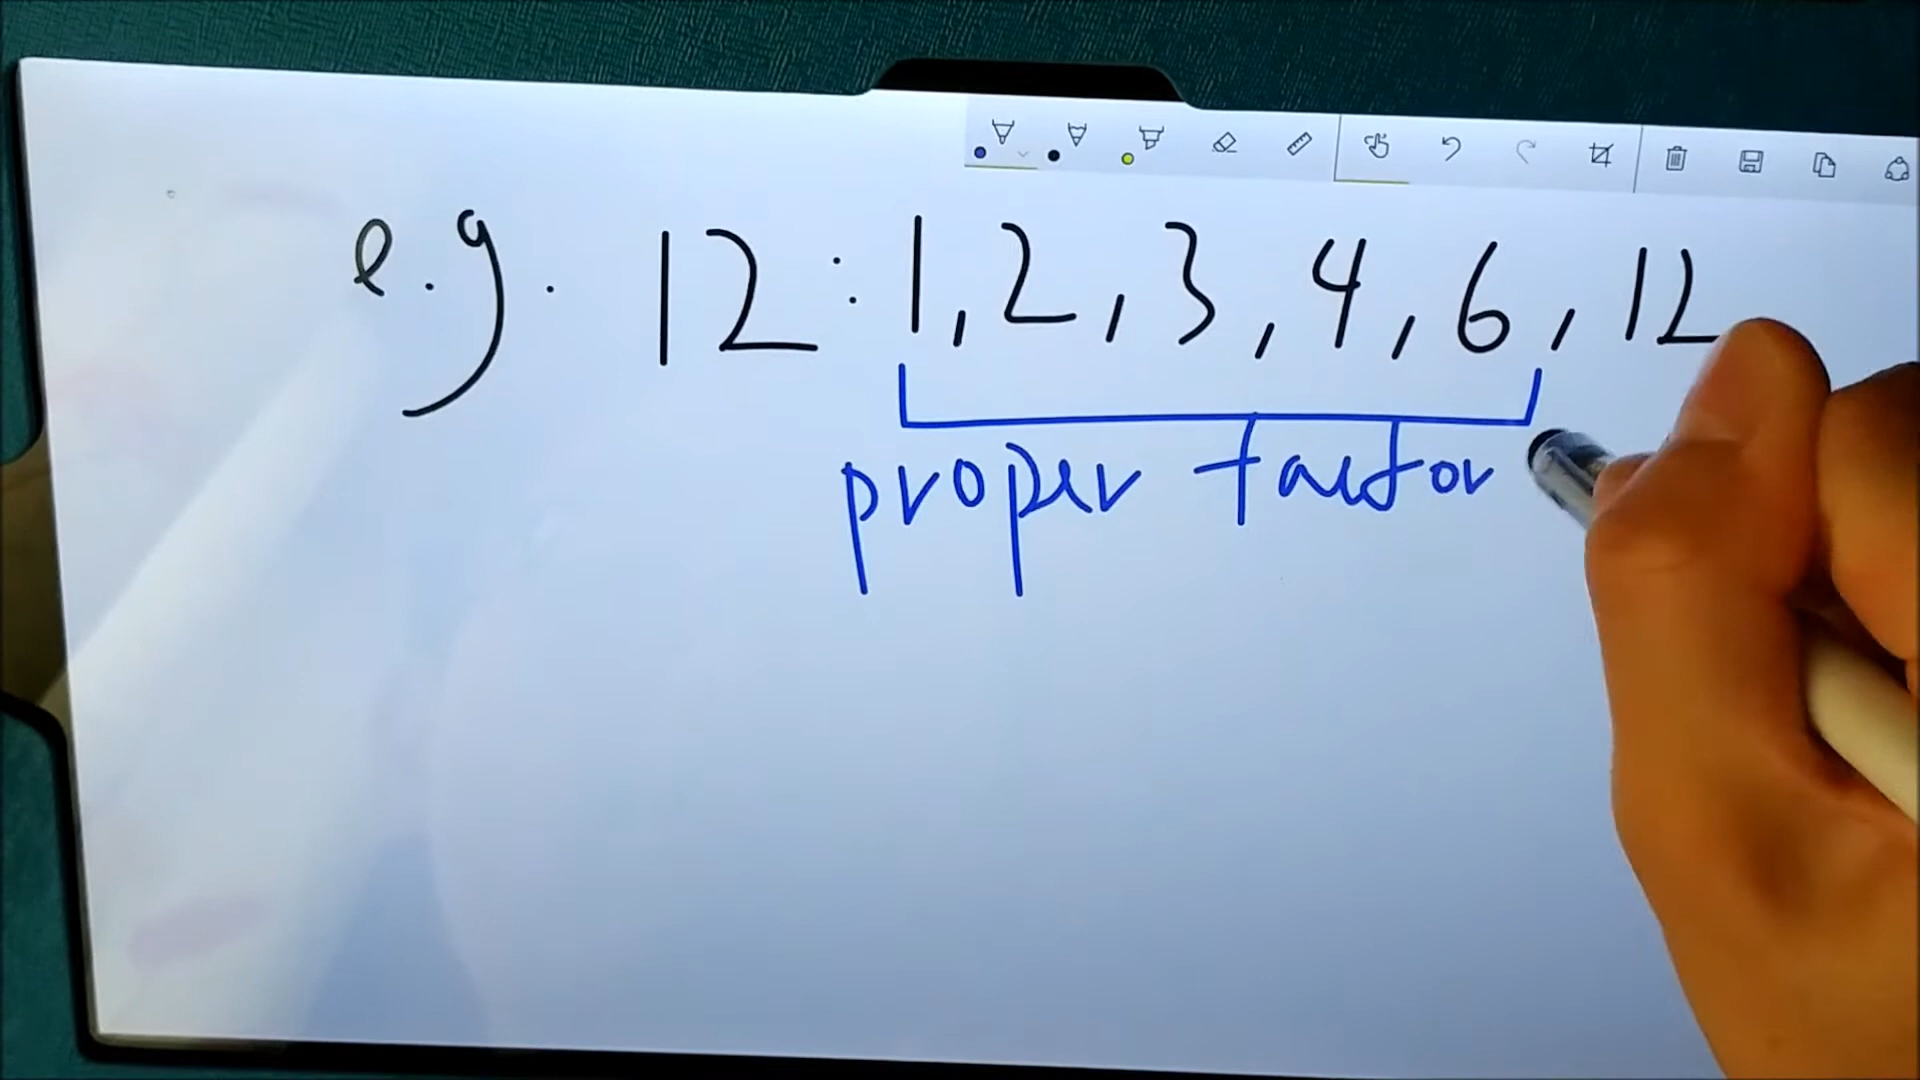 e.g. 12 : 1, 2, 3, 4, 6, 12
proper factor